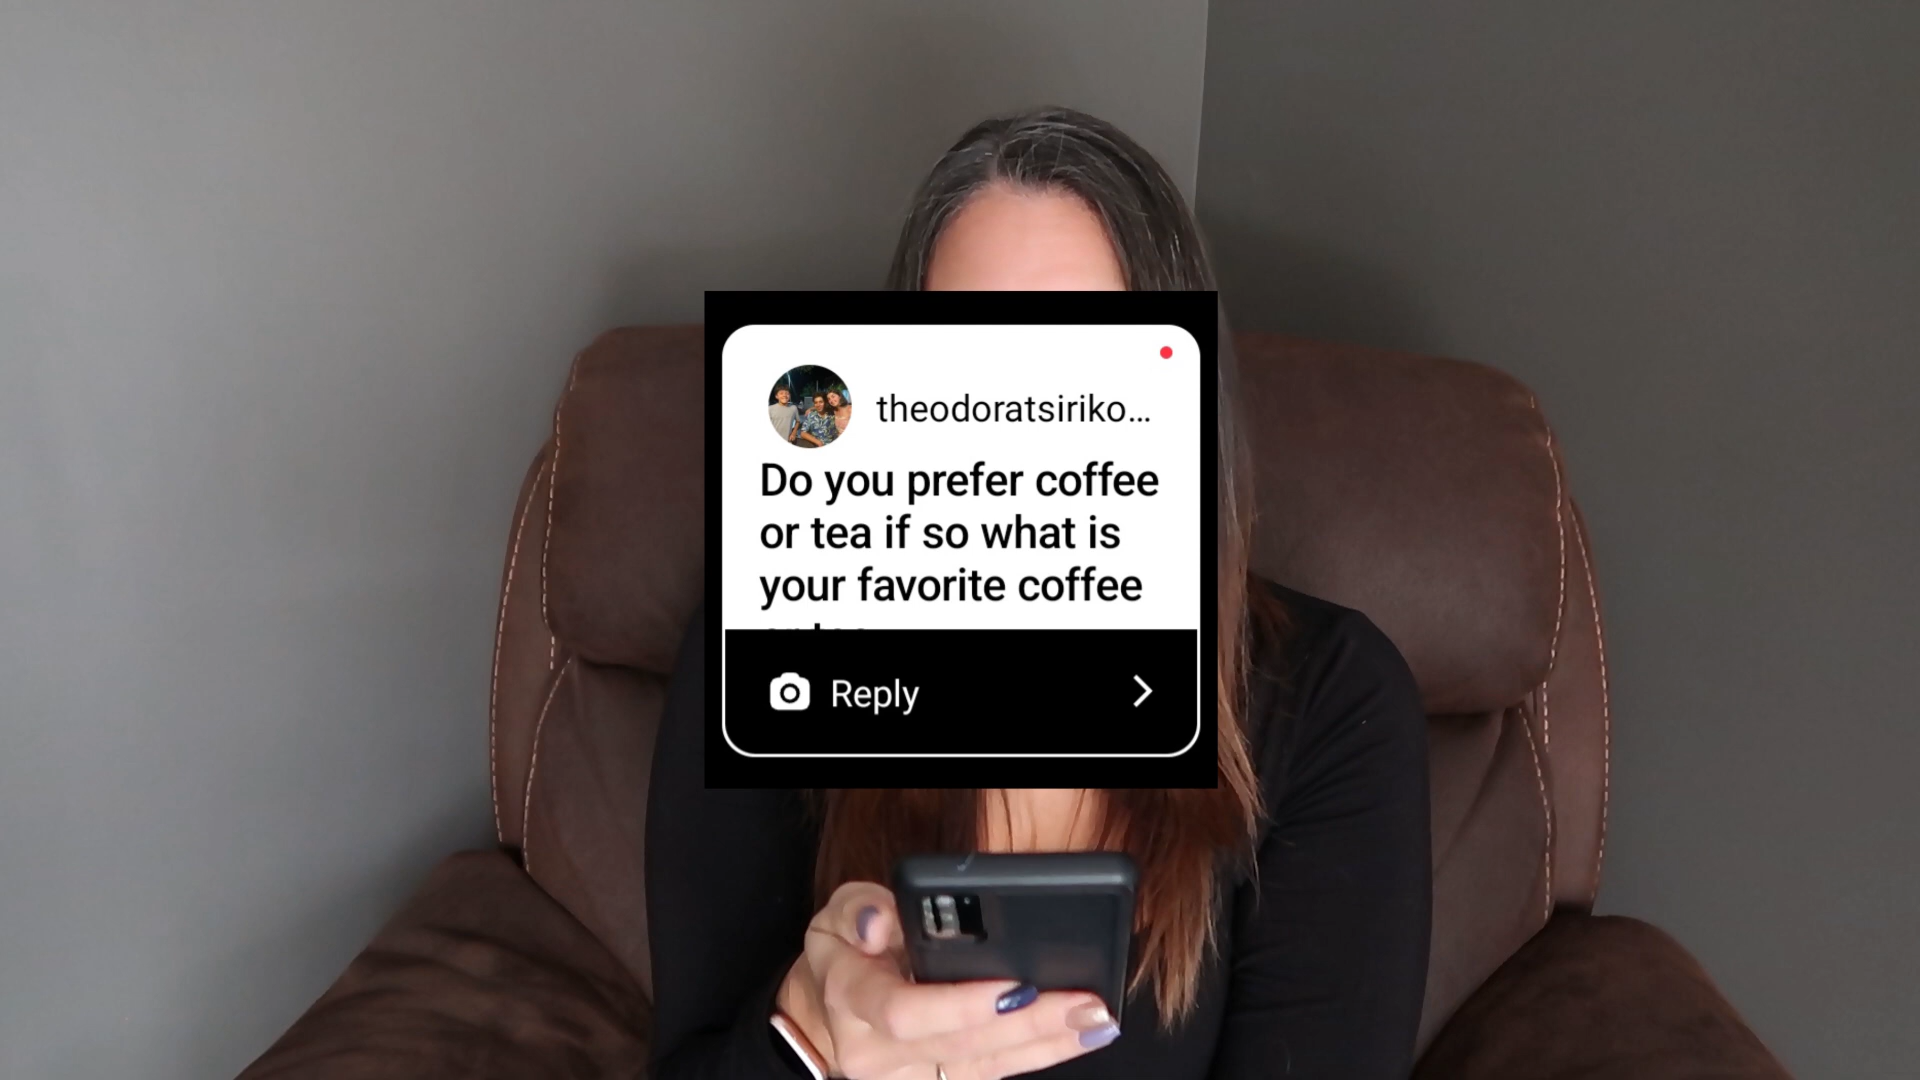 theodoratsiriko...
Do you prefer coffee
or tea if so what is
your favorite coffee
Reply